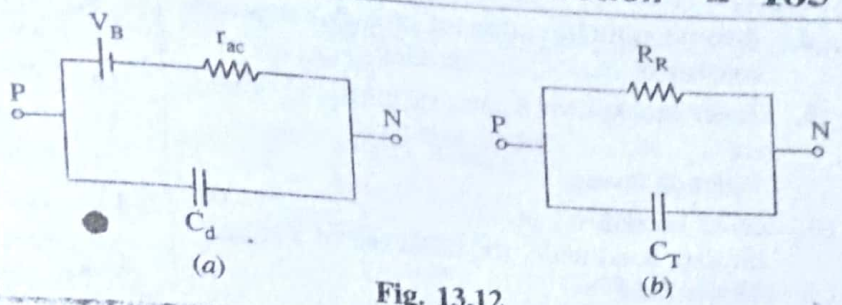 V_B
r_ac
P
N
C_d
(a)
R_R
P
N
C_T
(b)
Fig. 13.12